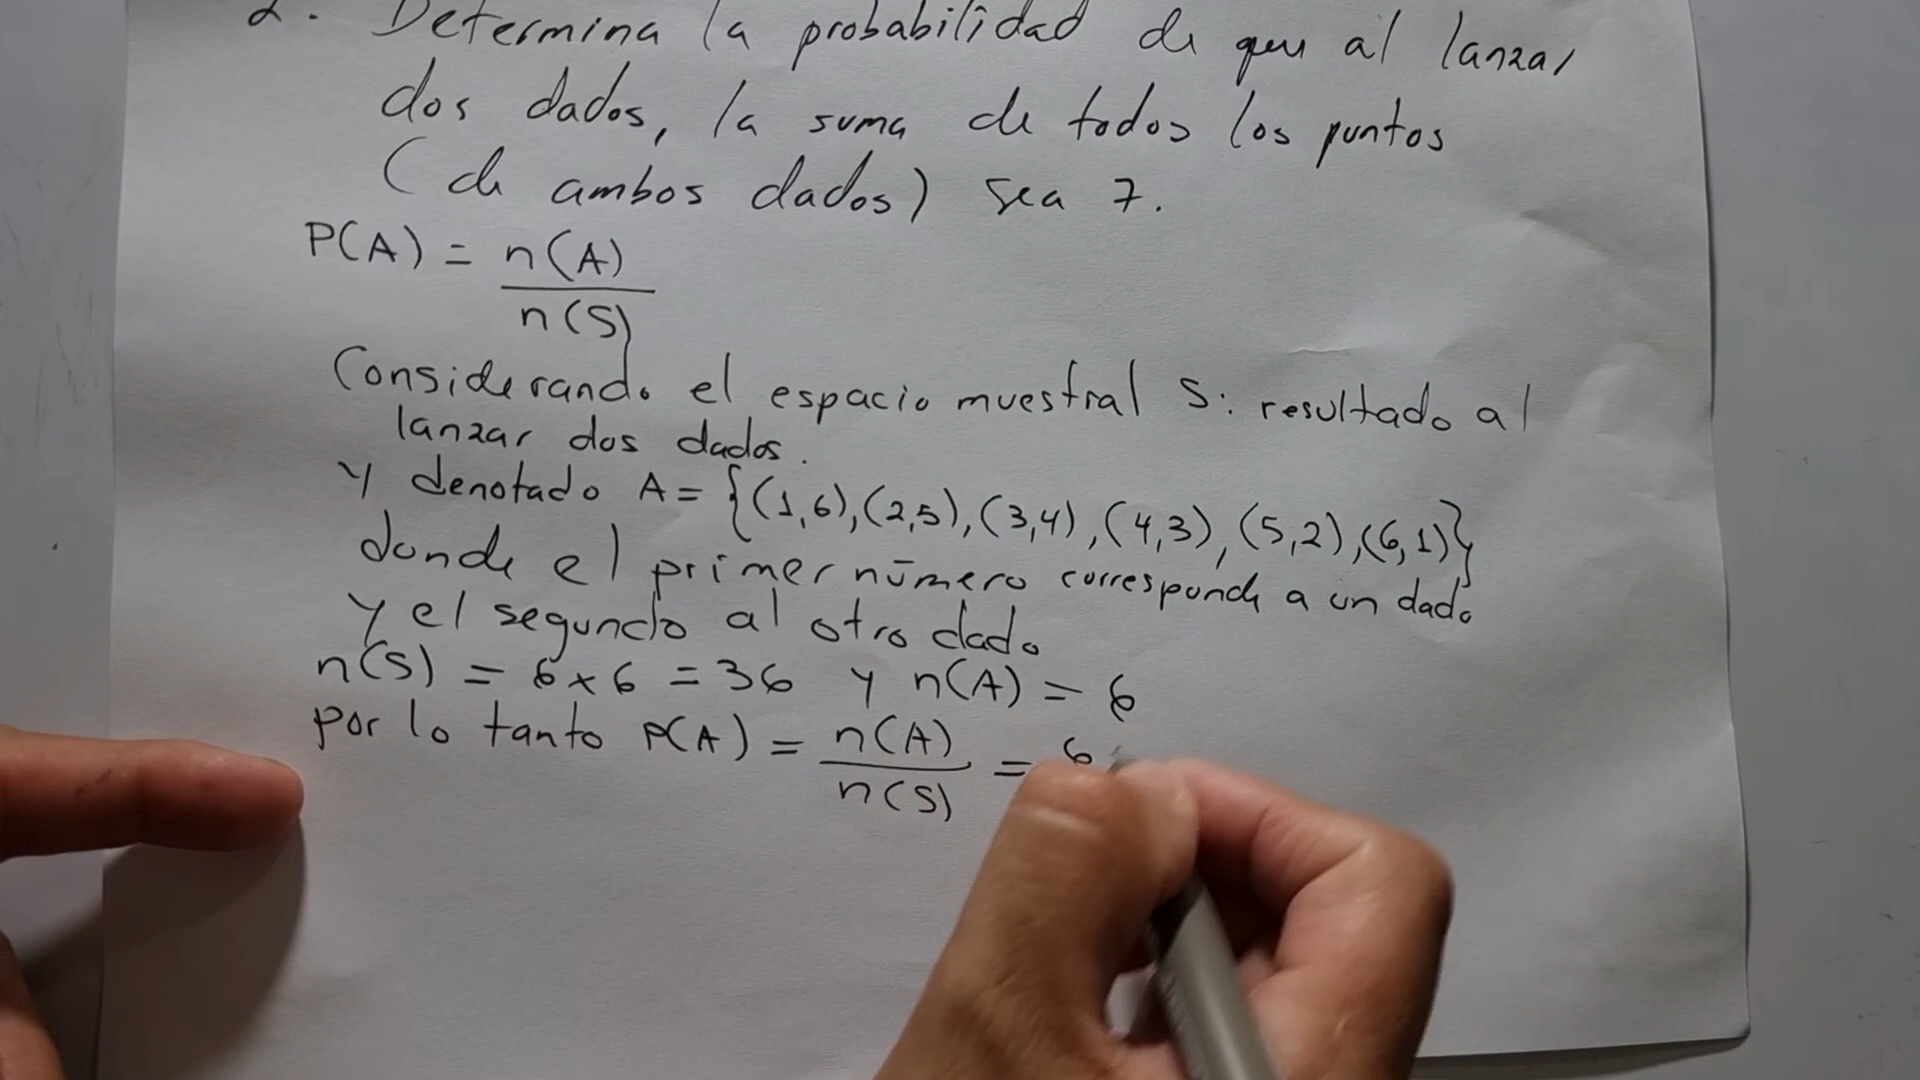 2. Determina la probabilidad de que al lanzar
dos dados, la suma de todos los puntos
(de ambos dados) sea 7.
P(A) = n(A)
n(S)
Considerando el espacio muestral S: resultado al
lanzar dos dados.
Y denotado A = {(1,6),(2,5),(3,4),(4,3),(5,2),(6,1)}
donde el primer número corresponde a un dado
y el segundo al otro dado
n(S) = 6x6 = 36 y n(A) = 6
por lo tanto P(A) = n(A) = 6
n(S)